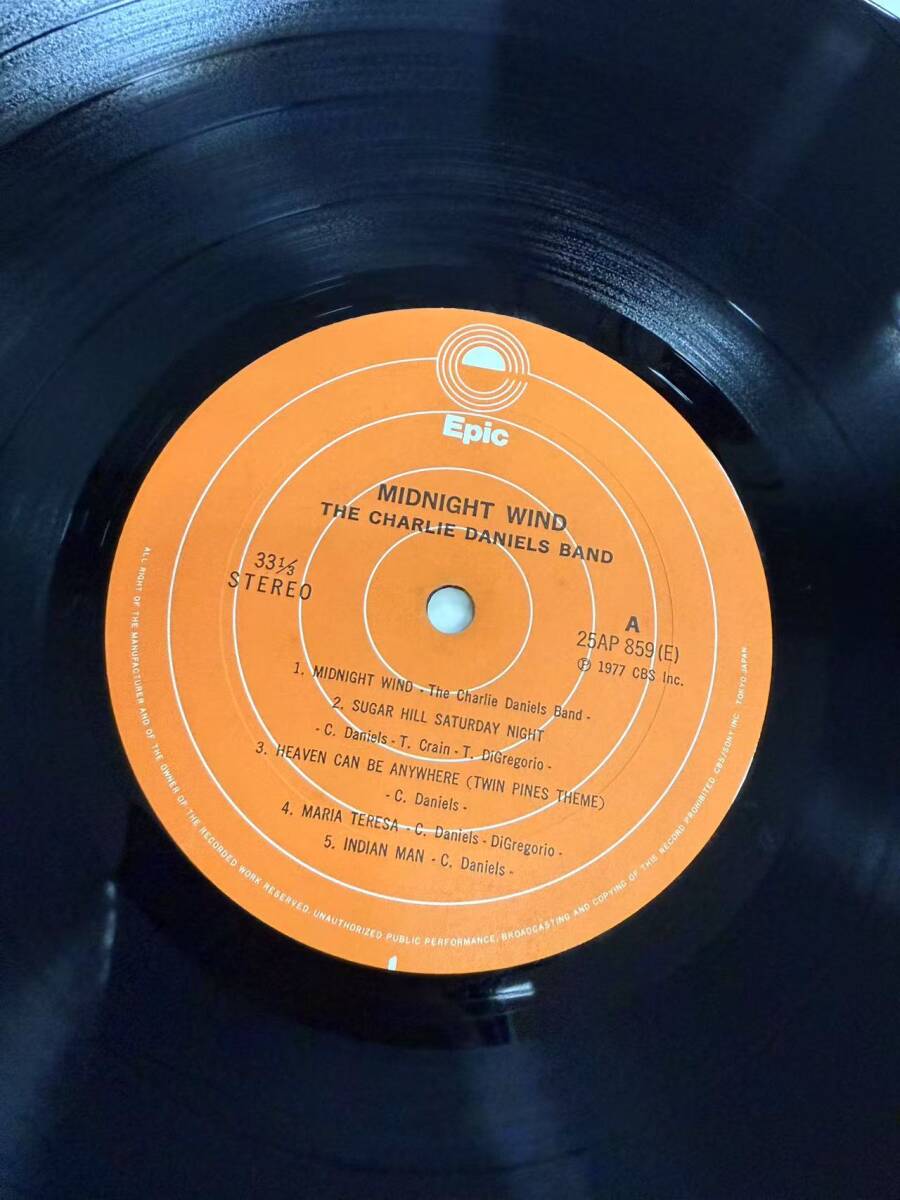 Epic
MIDNIGHT WIND
THE CHARLIE DANIELS BAND
33⅓
STEREO
A
25AP 859(E)
Ⓟ 1977 CBS Inc.
1. MIDNIGHT WIND - The Charlie Daniels Band -
2. SUGAR HILL SATURDAY NIGHT
- C. Daniels - T. Crain - T. DiGregorio -
3. HEAVEN CAN BE ANYWHERE (TWIN PINES THEME)
- C. Daniels -
4. MARIA TERESA - C. Daniels - DiGregorio -
5. INDIAN MAN - C. Daniels -
ALL RIGHT OF THE MANUFACTURER AND OF THE OWNER OF THE RECORDED WORK RESERVED. UNAUTHORIZED PUBLIC PERFORMANCE, BROADCASTING AND COPYING OF THIS RECORD PROHIBITED. CBS/SONY INC. TOKYO JAPAN